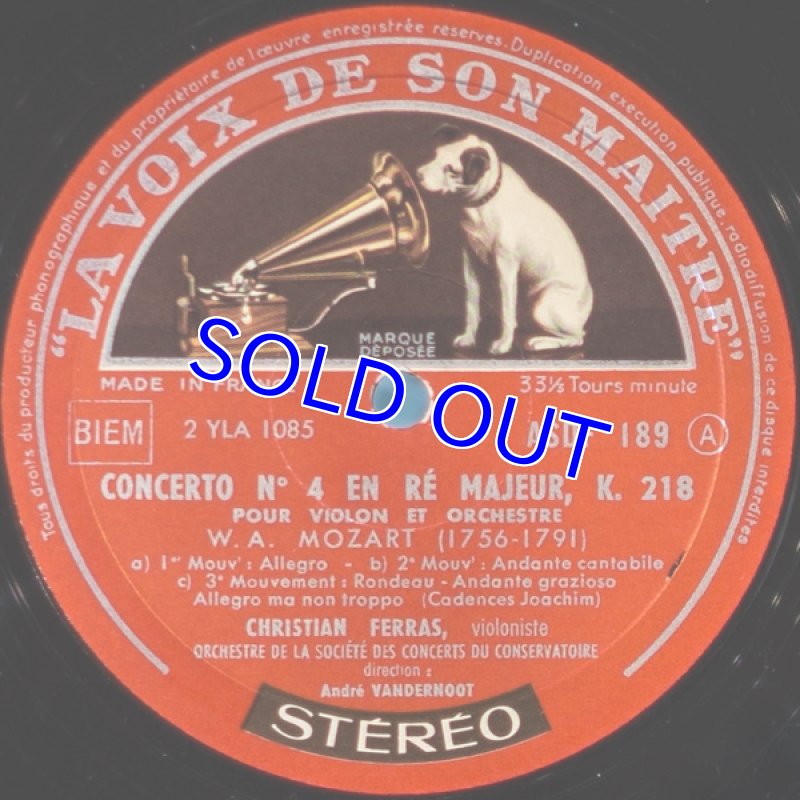 Tous droits du producteur phonographique et du propriétaire de l'œuvre enregistrée réservés. Duplication exécution publique, radiodiffusion de ce disque interdites
"LA VOIX DE SON MAITRE"
MARQUE
DÉPOSÉE
MADE IN FRANCE 33⅓ Tours minute
SOLD OUT
BIEM 2 YLA 1085 189 A
CONCERTO N° 4 EN RÉ MAJEUR, K. 218
POUR VIOLON ET ORCHESTRE
W. A. MOZART (1756-1791)
a) 1er Mouvt : Allegro - b) 2e Mouvt : Andante cantabile
c) 3e Mouvement : Rondeau - Andante grazioso
Allegro ma non troppo (Cadences Joachim)
CHRISTIAN FERRAS, violoniste
ORCHESTRE DE LA SOCIÉTÉ DES CONCERTS DU CONSERVATOIRE
direction :
André VANDERNOOT
STÉRÉO